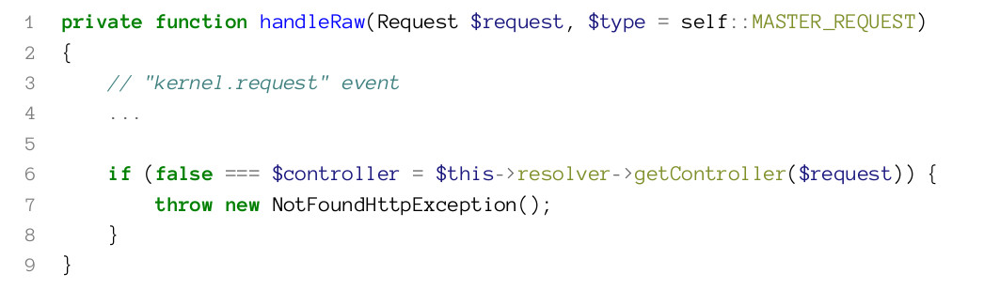 1 private function handleRaw(Request $request, $type = self::MASTER_REQUEST)
2 {
3     // "kernel.request" event
4     ...
5
6     if (false === $controller = $this->resolver->getController($request)) {
7         throw new NotFoundHttpException();
8     }
9 }